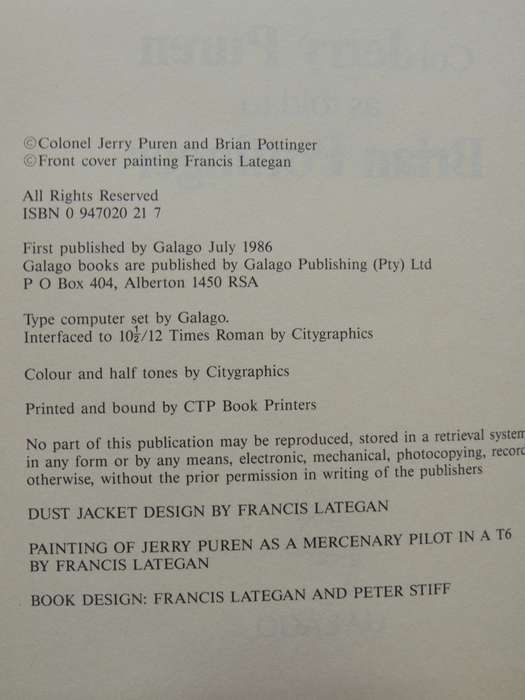 ©Colonel Jerry Puren and Brian Pottinger
©Front cover painting Francis Lategan
All Rights Reserved
ISBN 0 947020 21 7
First published by Galago July 1986
Galago books are published by Galago Publishing (Pty) Ltd
P O Box 404, Alberton 1450 RSA
Type computer set by Galago.
Interfaced to 10½/12 Times Roman by Citygraphics
Colour and half tones by Citygraphics
Printed and bound by CTP Book Printers
No part of this publication may be reproduced, stored in a retrieval system
in any form or by any means, electronic, mechanical, photocopying, record
otherwise, without the prior permission in writing of the publishers
DUST JACKET DESIGN BY FRANCIS LATEGAN
PAINTING OF JERRY PUREN AS A MERCENARY PILOT IN A T6
BY FRANCIS LATEGAN
BOOK DESIGN: FRANCIS LATEGAN AND PETER STIFF